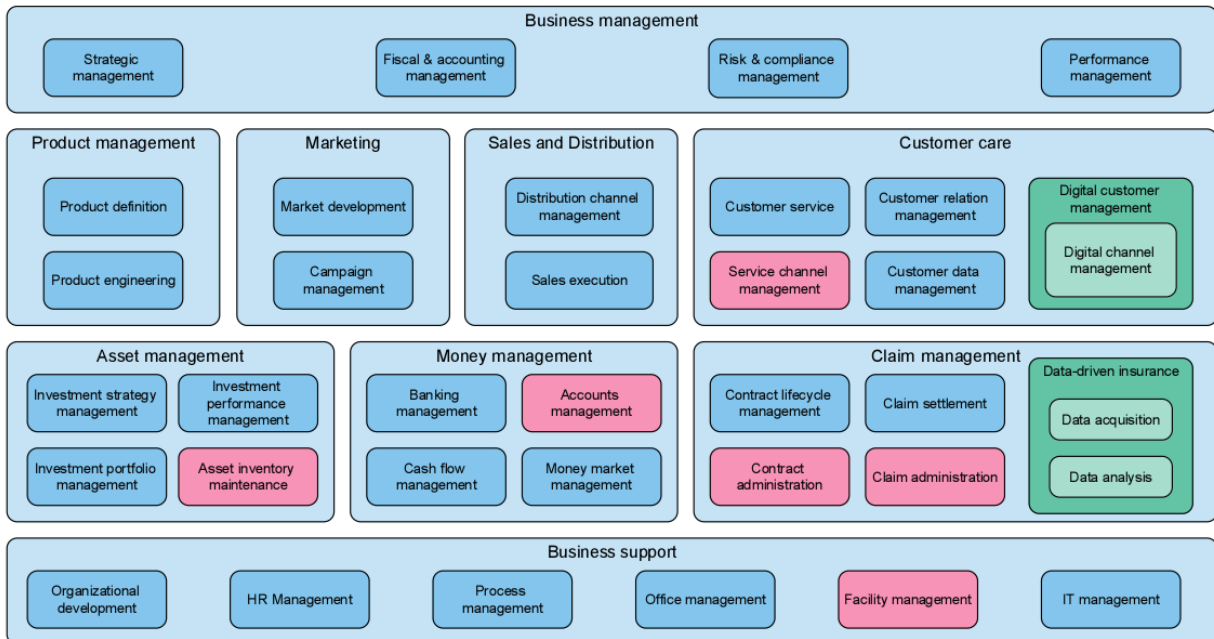 Business management
Strategic
management
Fiscal & accounting
management
Risk & compliance
management
Performance
management
Product management
Product definition
Product engineering
Marketing
Market development
Campaign
management
Sales and Distribution
Distribution channel
management
Sales execution
Customer care
Customer service
Customer relation
management
Service channel
management
Customer data
management
Digital customer
management
Digital channel
management
Asset management
Investment strategy
management
Investment
performance
management
Investment portfolio
management
Asset inventory
maintenance
Money management
Banking
management
Accounts
management
Cash flow
management
Money market
management
Claim management
Contract lifecycle
management
Claim settlement
Contract
administration
Claim administration
Data-driven insurance
Data acquisition
Data analysis
Business support
Organizational
development
HR Management
Process
management
Office management
Facility management
IT management